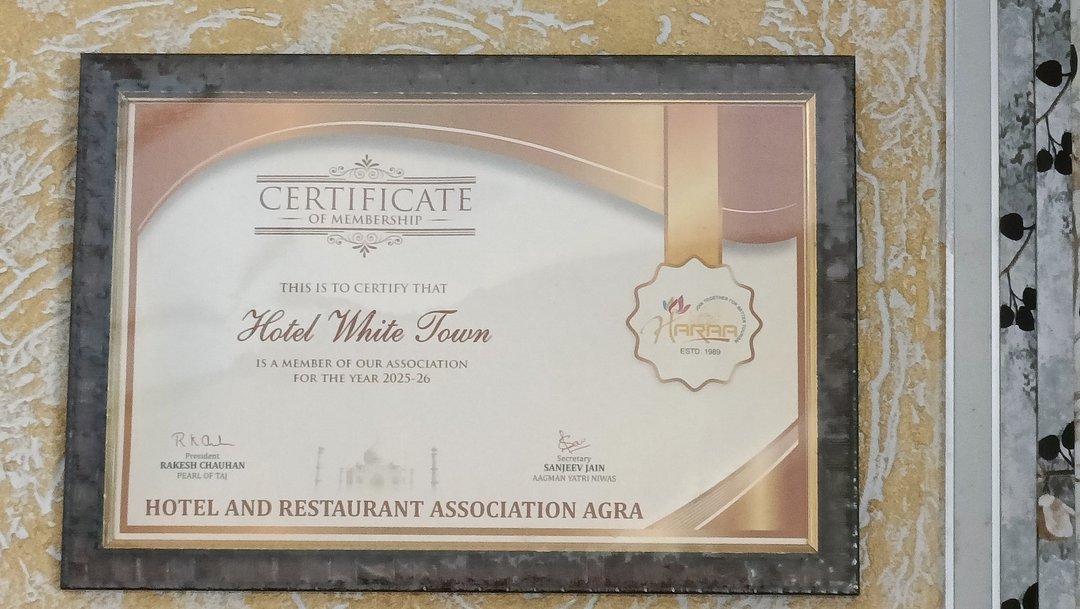 CERTIFICATE
OF MEMBERSHIP
THIS IS TO CERTIFY THAT
Hotel White Town
IS A MEMBER OF OUR ASSOCIATION
FOR THE YEAR 2025-26
HARAA
ESTD. 1989
President
RAKESH CHAUHAN
PEARL OF TAJ
Secretary
SANJEEV JAIN
AAGMAN YATRI NIWAS
HOTEL AND RESTAURANT ASSOCIATION AGRA